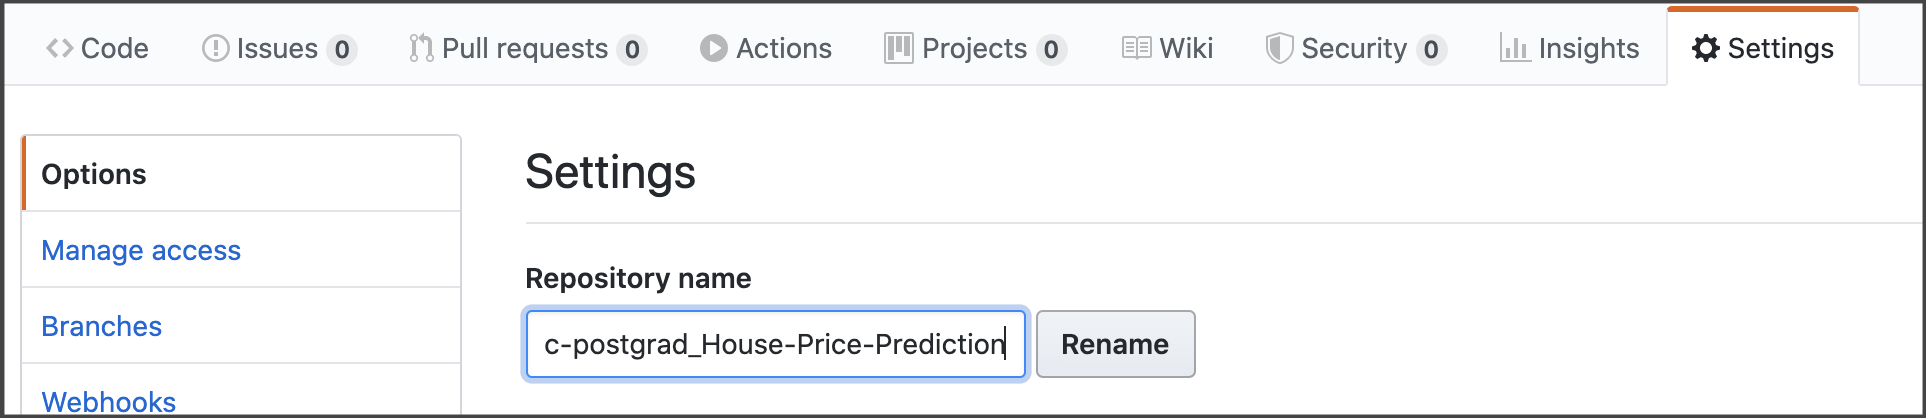 Code Issues 0 Pull requests 0 Actions Projects 0 Wiki Security 0 Insights Settings
Options
Manage access
Branches
Webhooks
Settings
Repository name
c-postgrad_House-Price-Prediction Rename